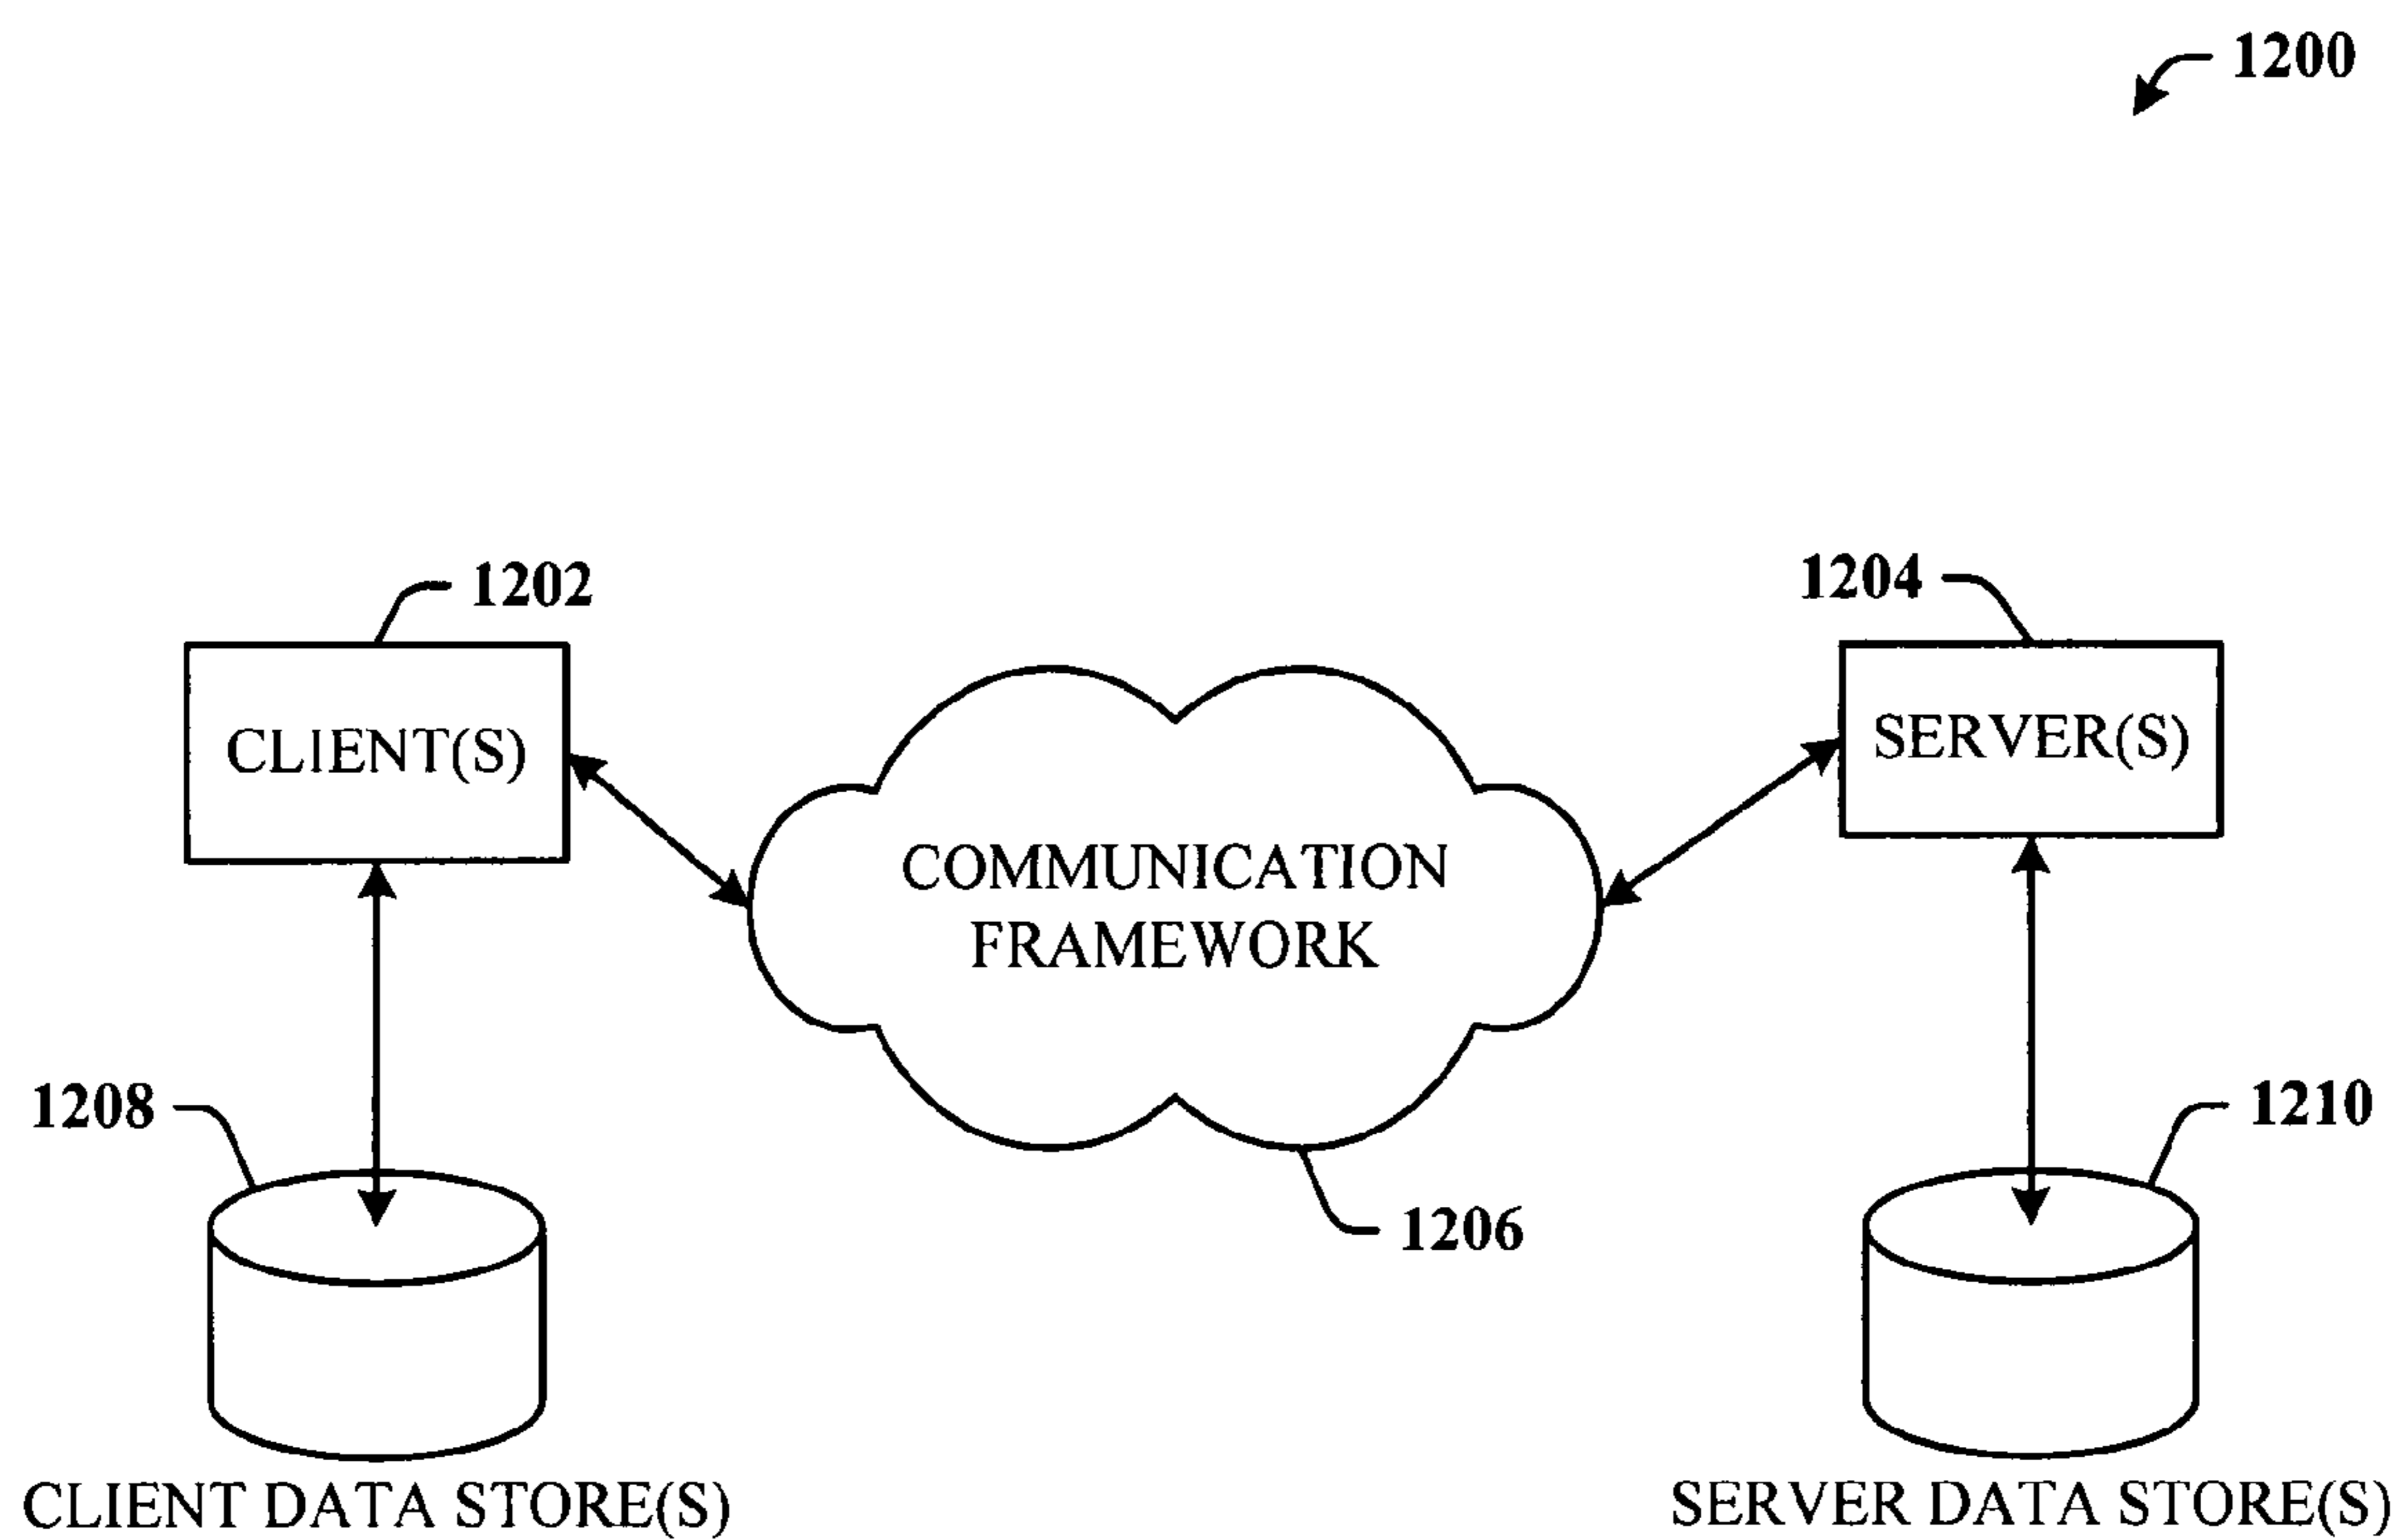 1200
1202
1204
CLIENT(S)
SERVER(S)
COMMUNICATION
FRAMEWORK
1208
1210
1206
CLIENT DATA STORE(S)
SERVER DATA STORE(S)